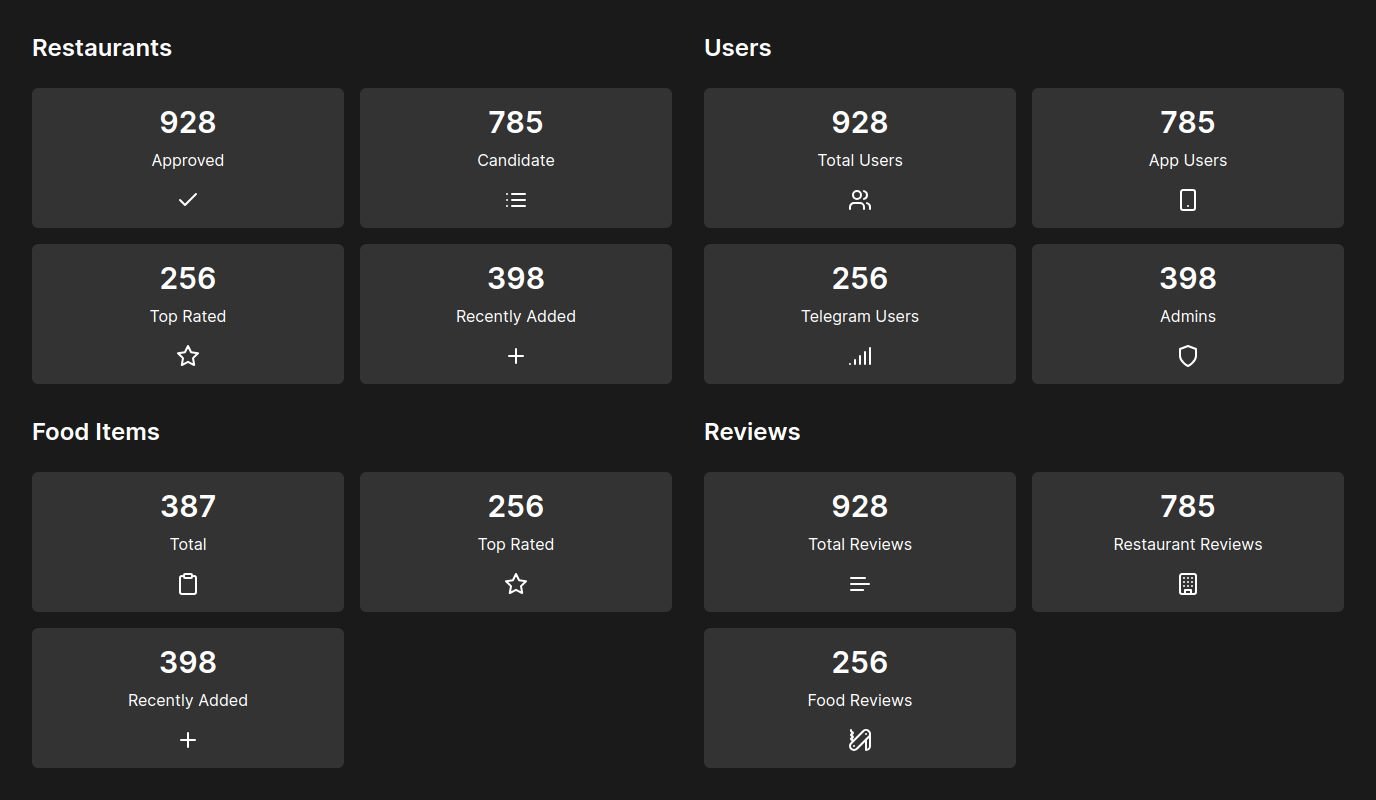 Restaurants
928
Approved
785
Candidate
256
Top Rated
398
Recently Added
Users
928
Total Users
785
App Users
256
Telegram Users
398
Admins
Food Items
387
Total
256
Top Rated
398
Recently Added
Reviews
928
Total Reviews
785
Restaurant Reviews
256
Food Reviews